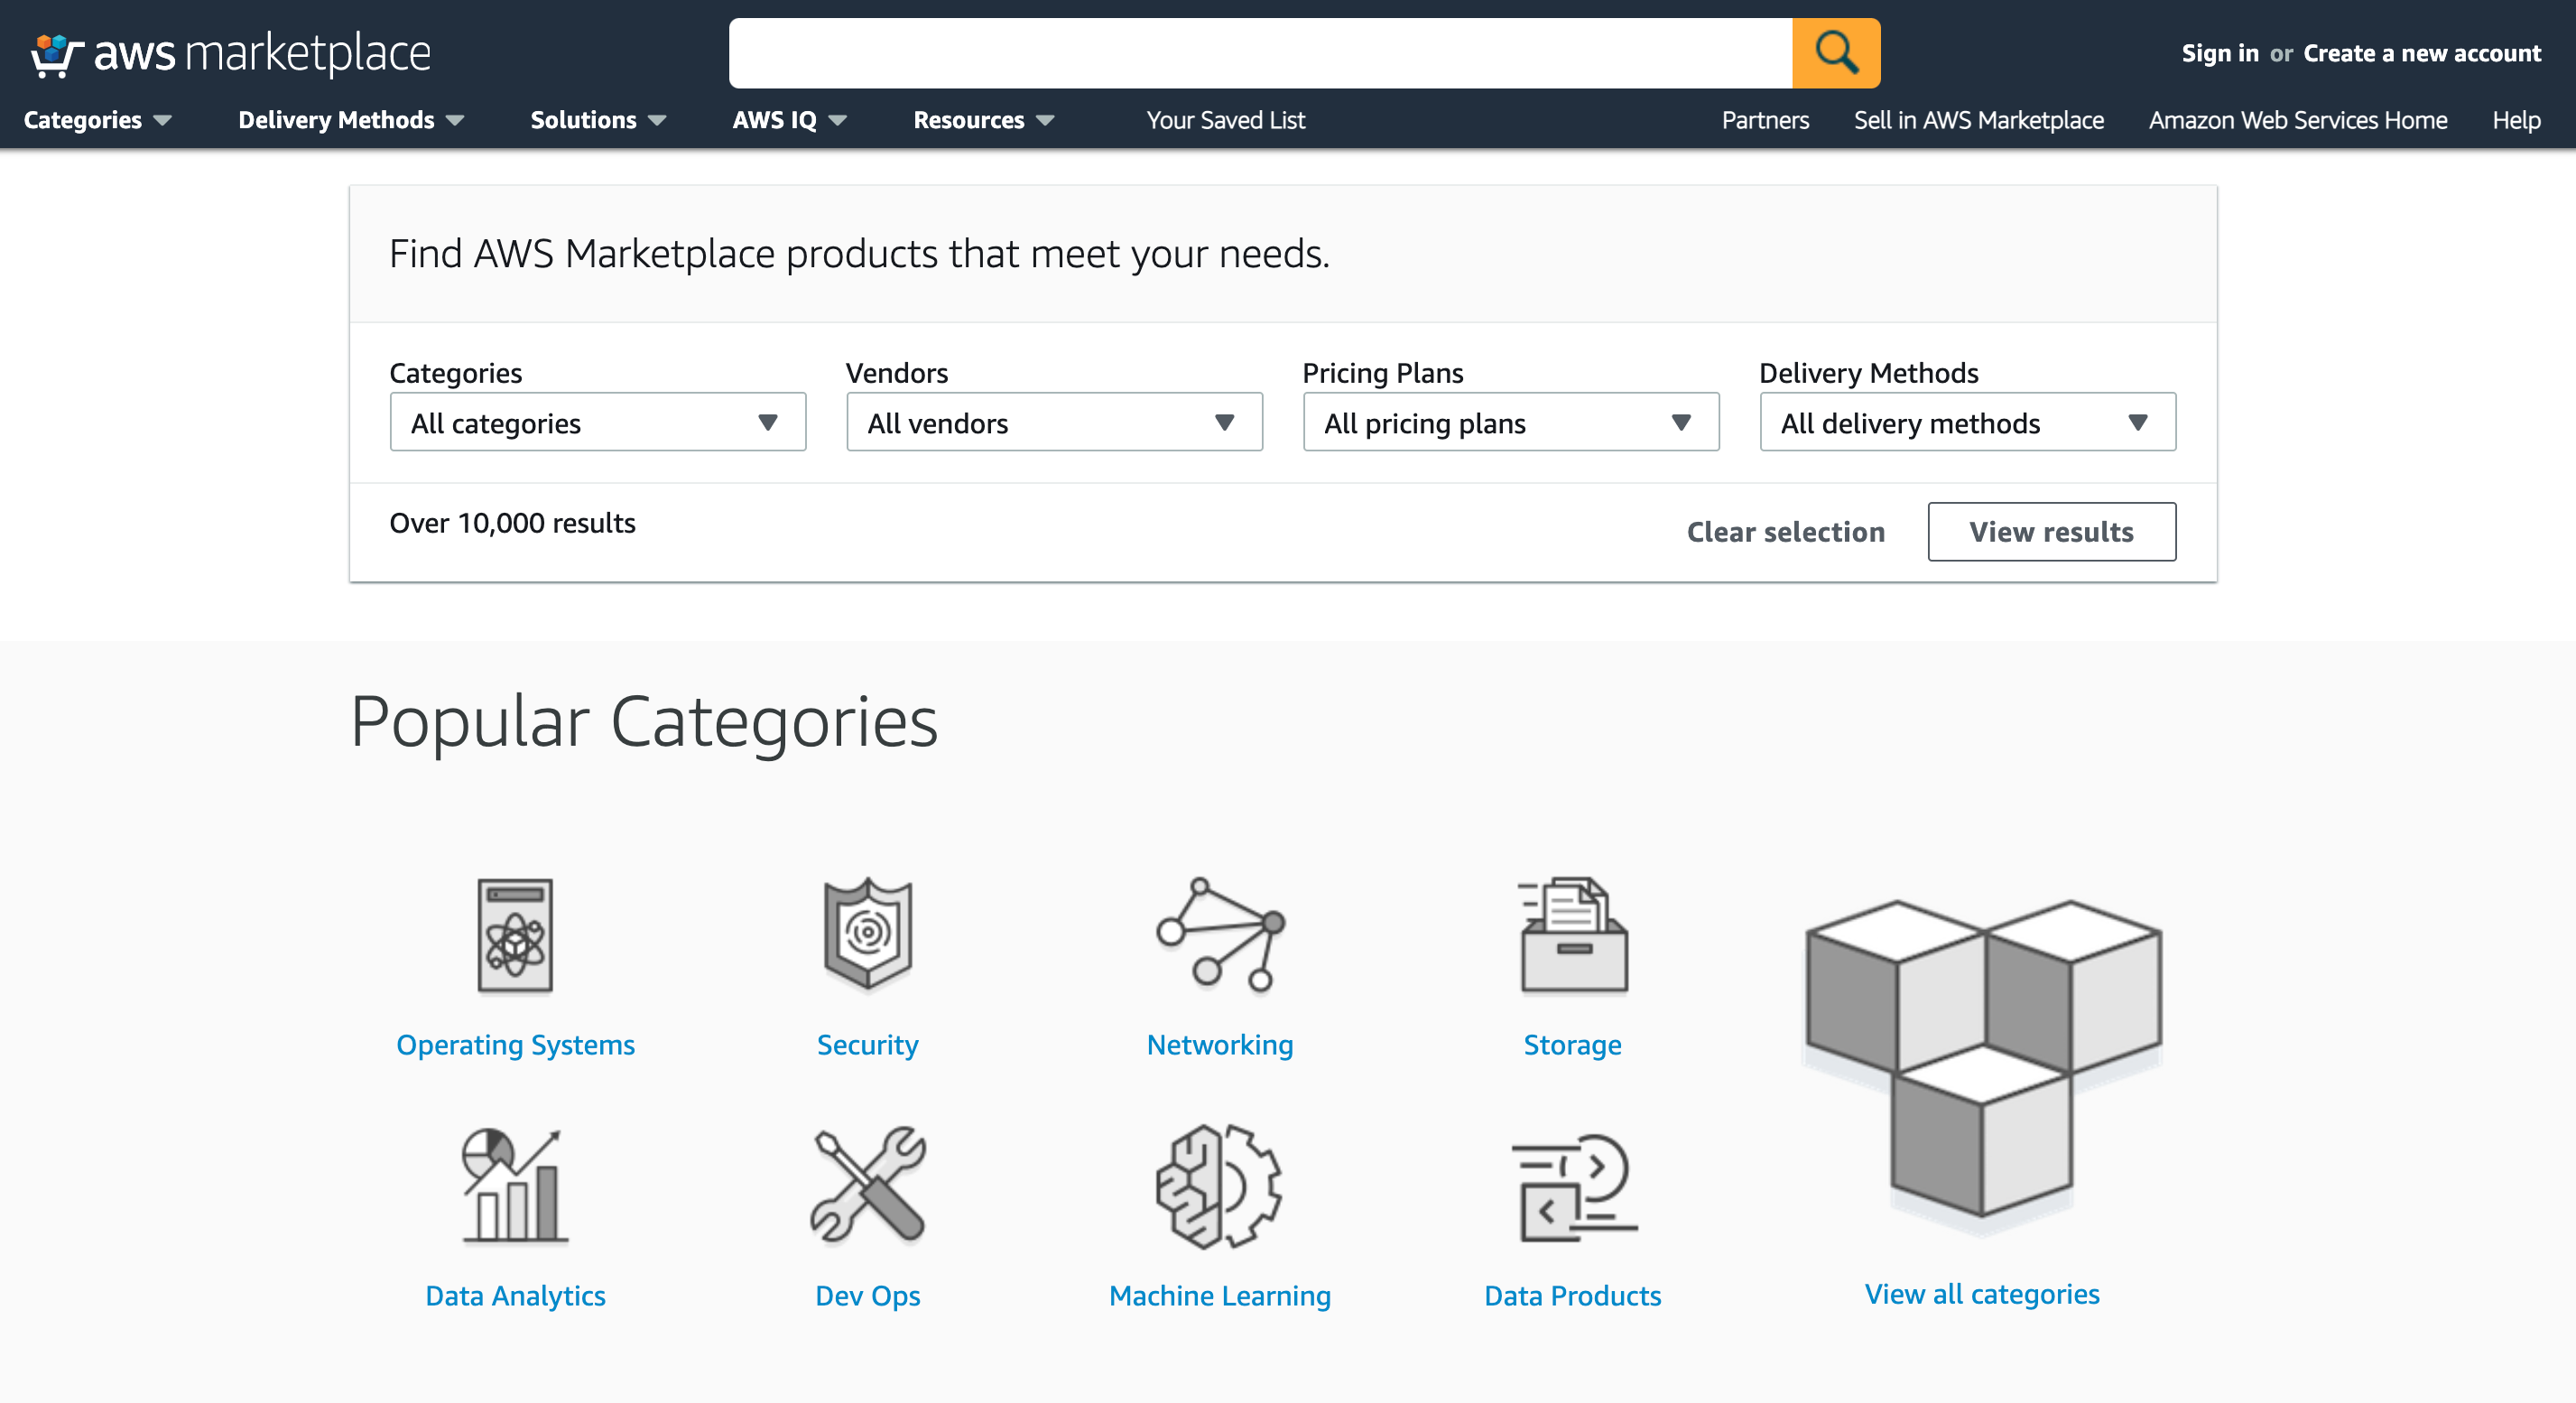 aws marketplace
Sign in or Create a new account
Categories Delivery Methods Solutions AWS IQ Resources Your Saved List Partners Sell in AWS Marketplace Amazon Web Services Home Help
Find AWS Marketplace products that meet your needs.
Categories Vendors Pricing Plans Delivery Methods
All categories All vendors All pricing plans All delivery methods
Over 10,000 results Clear selection View results
Popular Categories
Operating Systems Security Networking Storage
Data Analytics Dev Ops Machine Learning Data Products View all categories